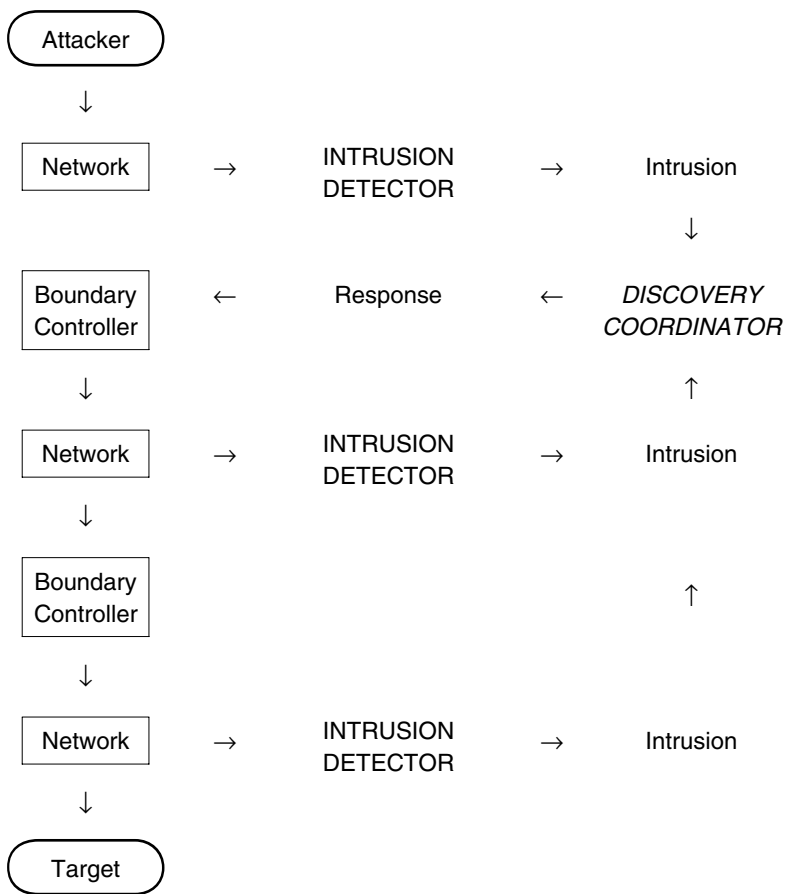 Attacker
↓
Network → INTRUSION DETECTOR → Intrusion
↓
Boundary Controller ← Response ← DISCOVERY COORDINATOR
↓ ↑
Network → INTRUSION DETECTOR → Intrusion
↓
Boundary Controller ↑
↓
Network → INTRUSION DETECTOR → Intrusion
↓
Target